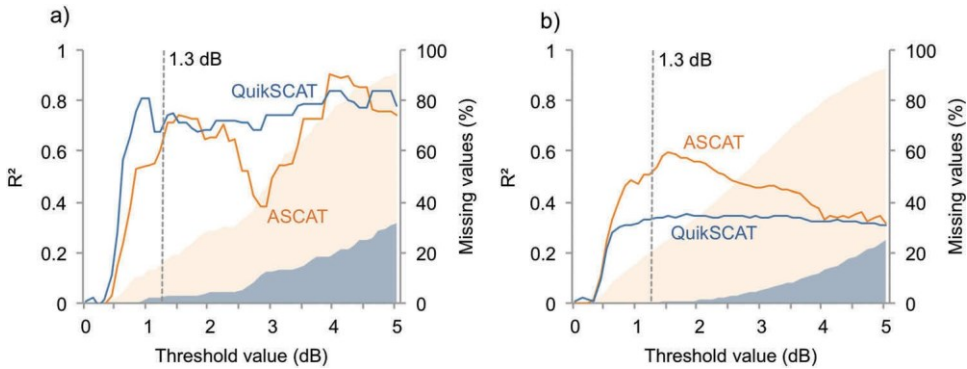 a)
1.3 dB
QuikSCAT
ASCAT
R²
1
0.8
0.6
0.4
0.2
0
100
80
60
40
20
0
Missing values (%)
0 1 2 3 4 5
Threshold value (dB)
b)
1.3 dB
ASCAT
QuikSCAT
R²
1
0.8
0.6
0.4
0.2
0
100
80
60
40
20
0
Missing values (%)
0 1 2 3 4 5
Threshold value (dB)